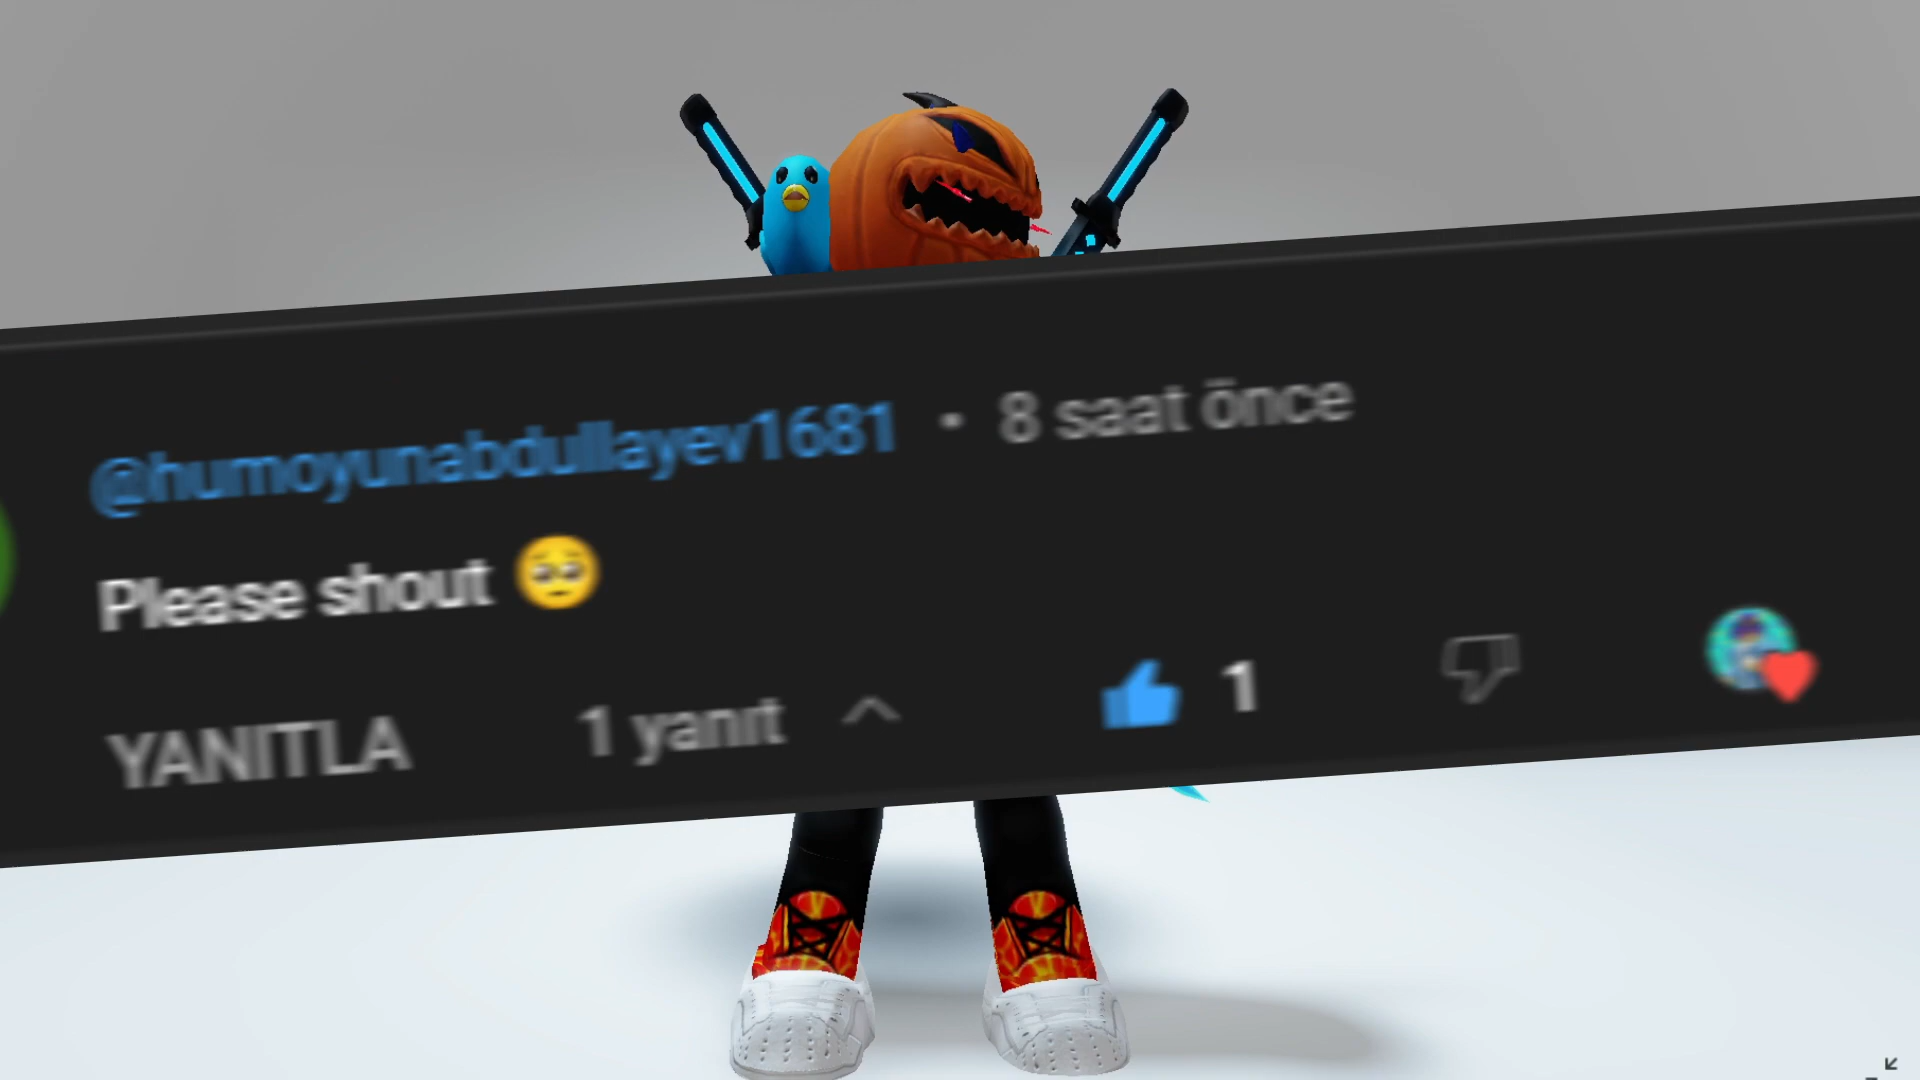 @humoyunabdullayev1681 • 8 saat önce
Please shout 🥺
YANITLA 1 yanıt 1